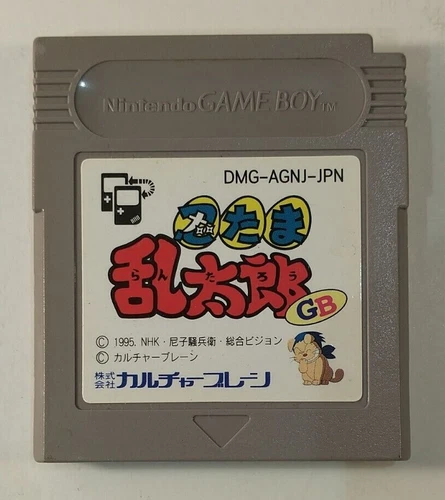 Nintendo GAME BOY TM
DMG-AGNJ-JPN
忍たま
乱太郎
らんたろう
GB
© 1995. NHK・尼子騒兵衛・総合ビジョン
© カルチャーブレーン
株式会社 カルチャーブレーン